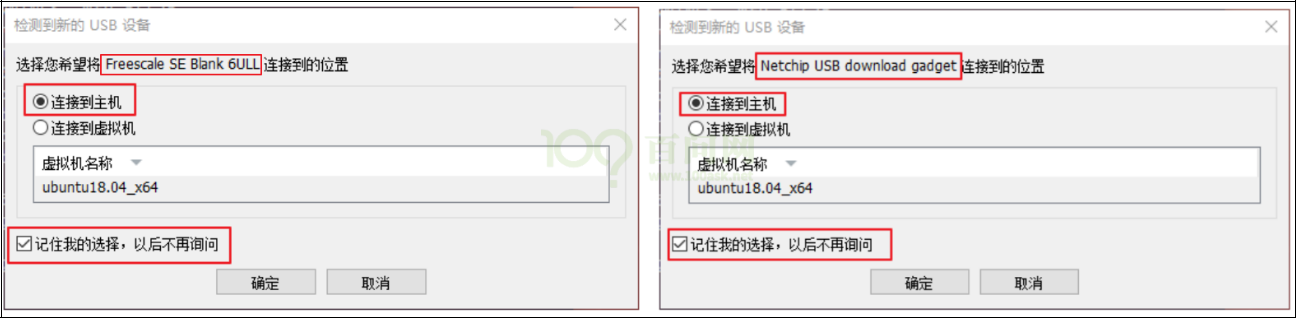 检测到新的 USB 设备
选择您希望将 Freescale SE Blank 6ULL 连接到的位置
连接到主机
连接到虚拟机
虚拟机名称
ubuntu18.04_x64
记住我的选择，以后不再询问
确定
取消
检测到新的 USB 设备
选择您希望将 Netchip USB download gadget 连接到的位置
连接到主机
连接到虚拟机
虚拟机名称
ubuntu18.04_x64
记住我的选择，以后不再询问
确定
取消
百问网